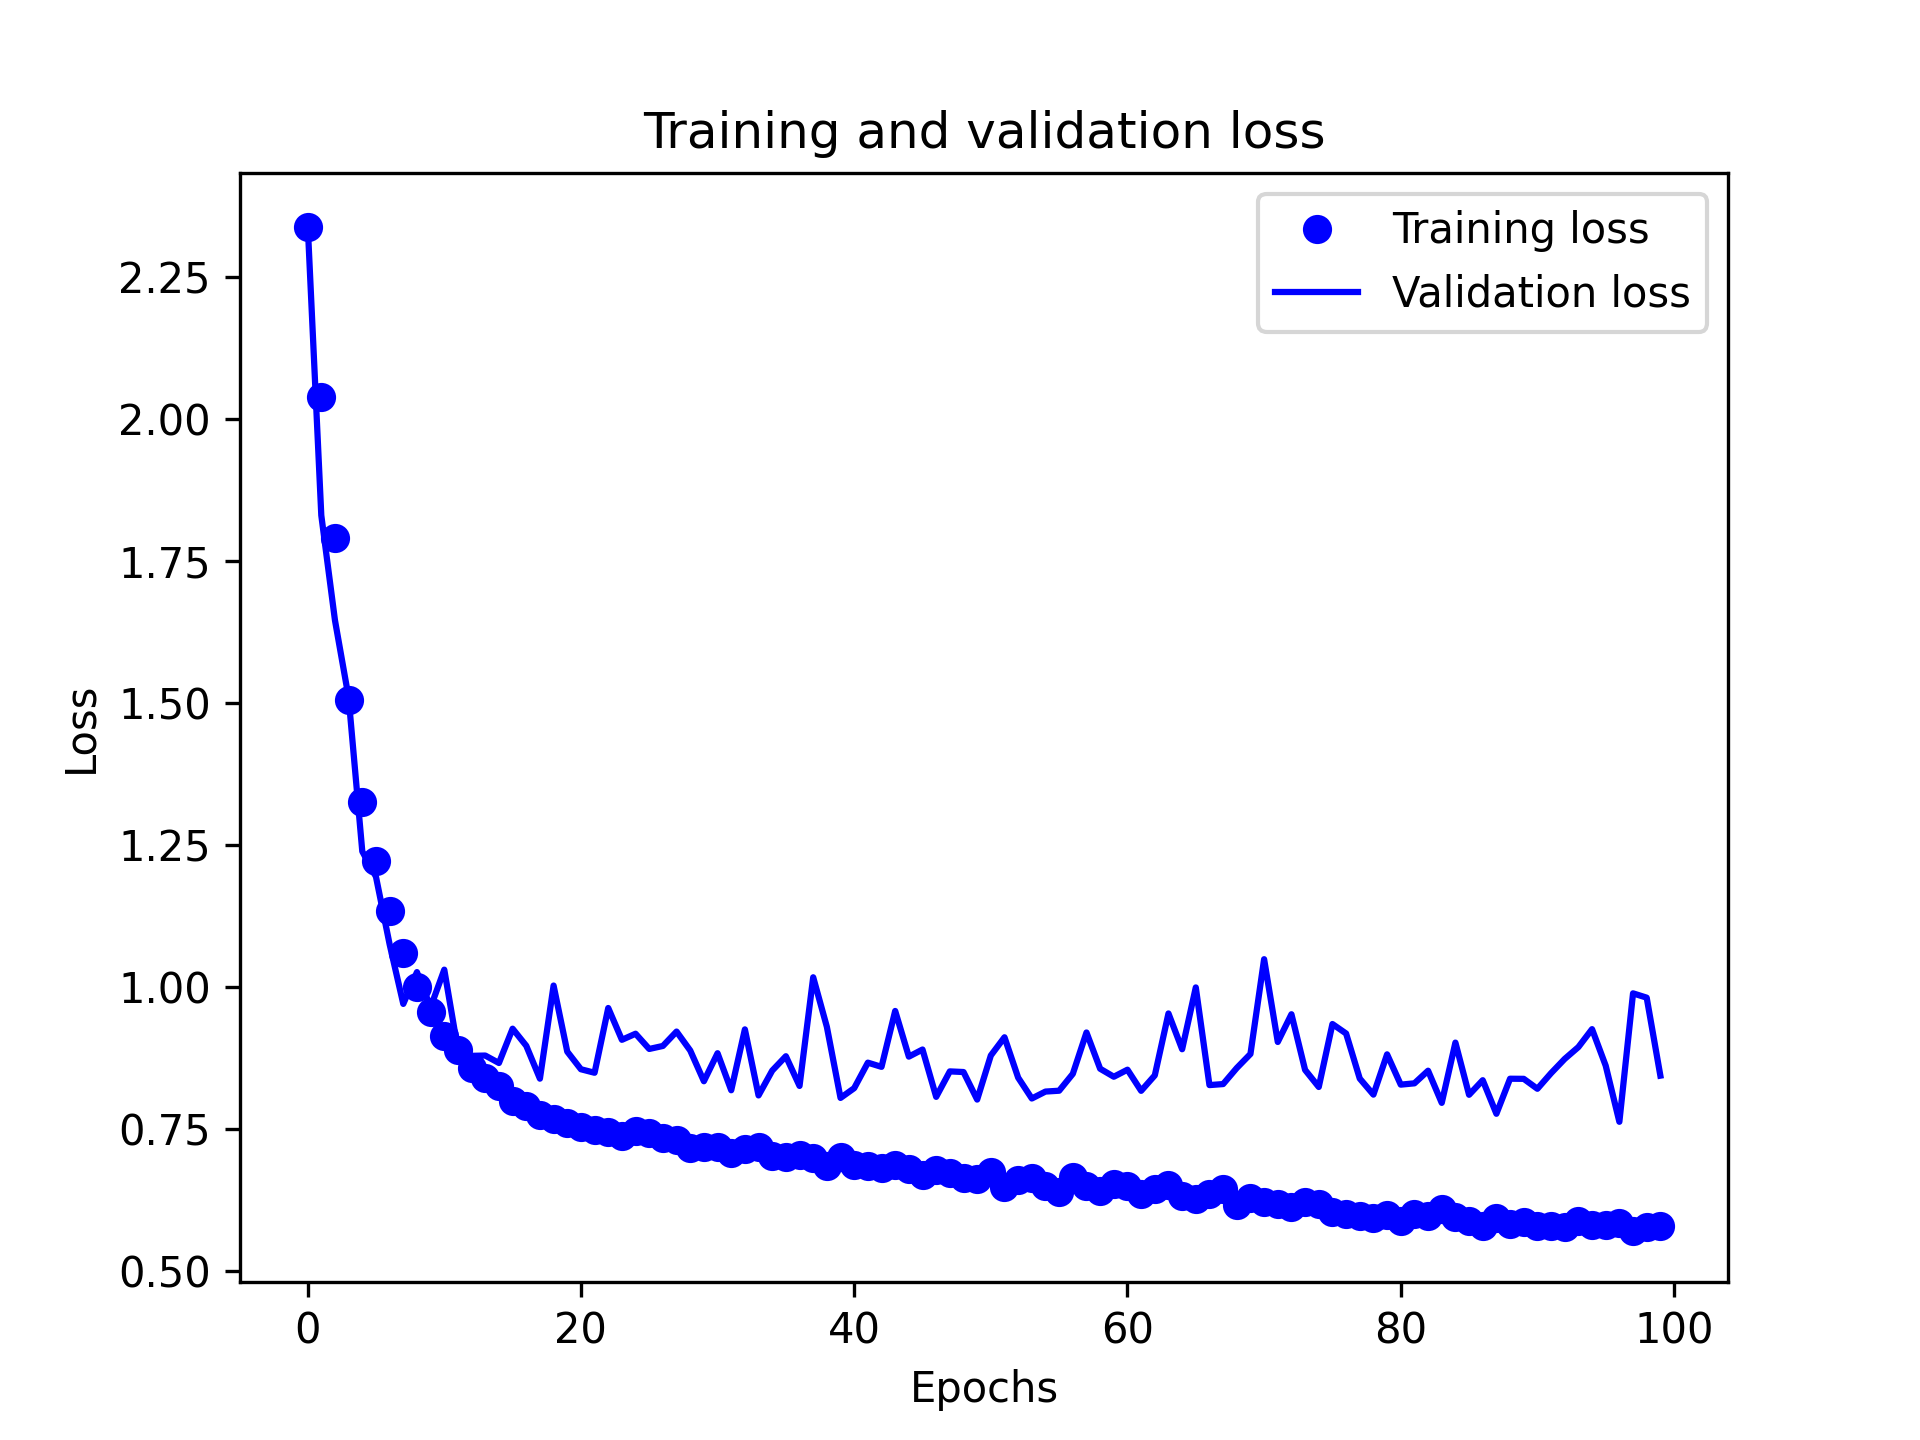 Training and validation loss
Training loss
Validation loss
2.25
2.00
1.75
1.50
1.25
1.00
0.75
0.50
Loss
0 20 40 60 80 100
Epochs